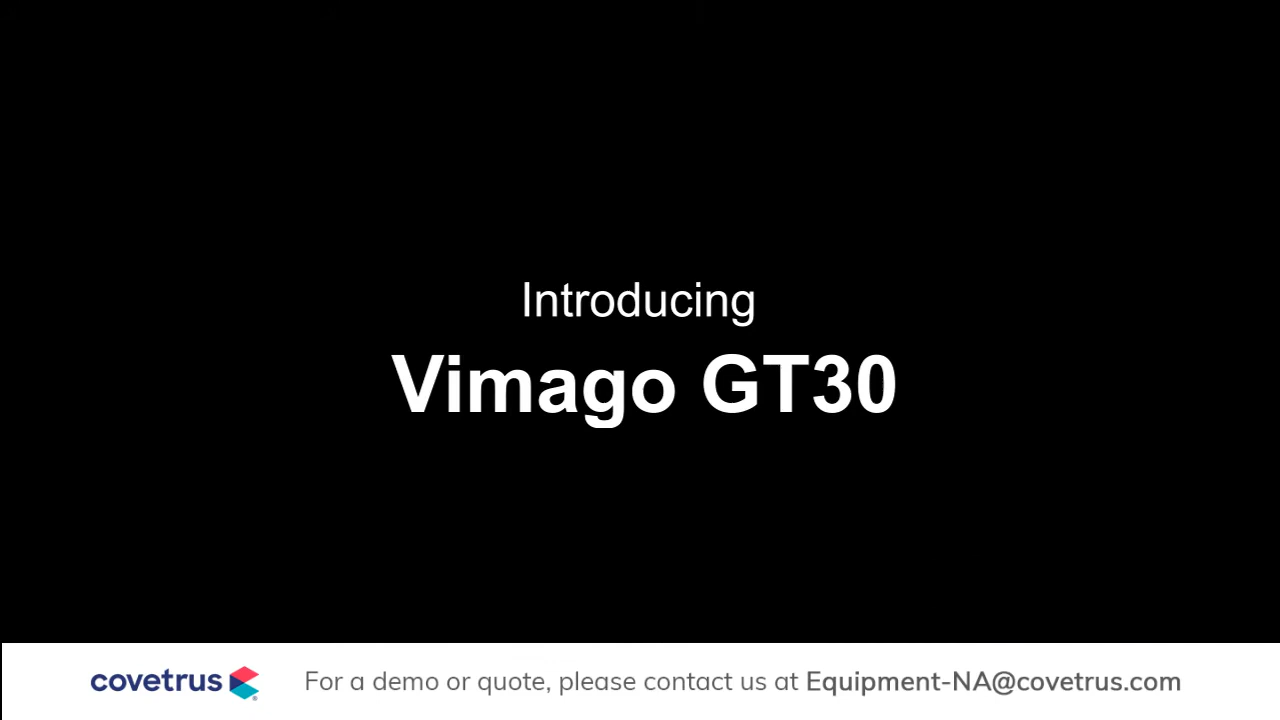 Introducing
Vimago GT30
covetrus For a demo or quote, please contact us at Equipment-NA@covetrus.com